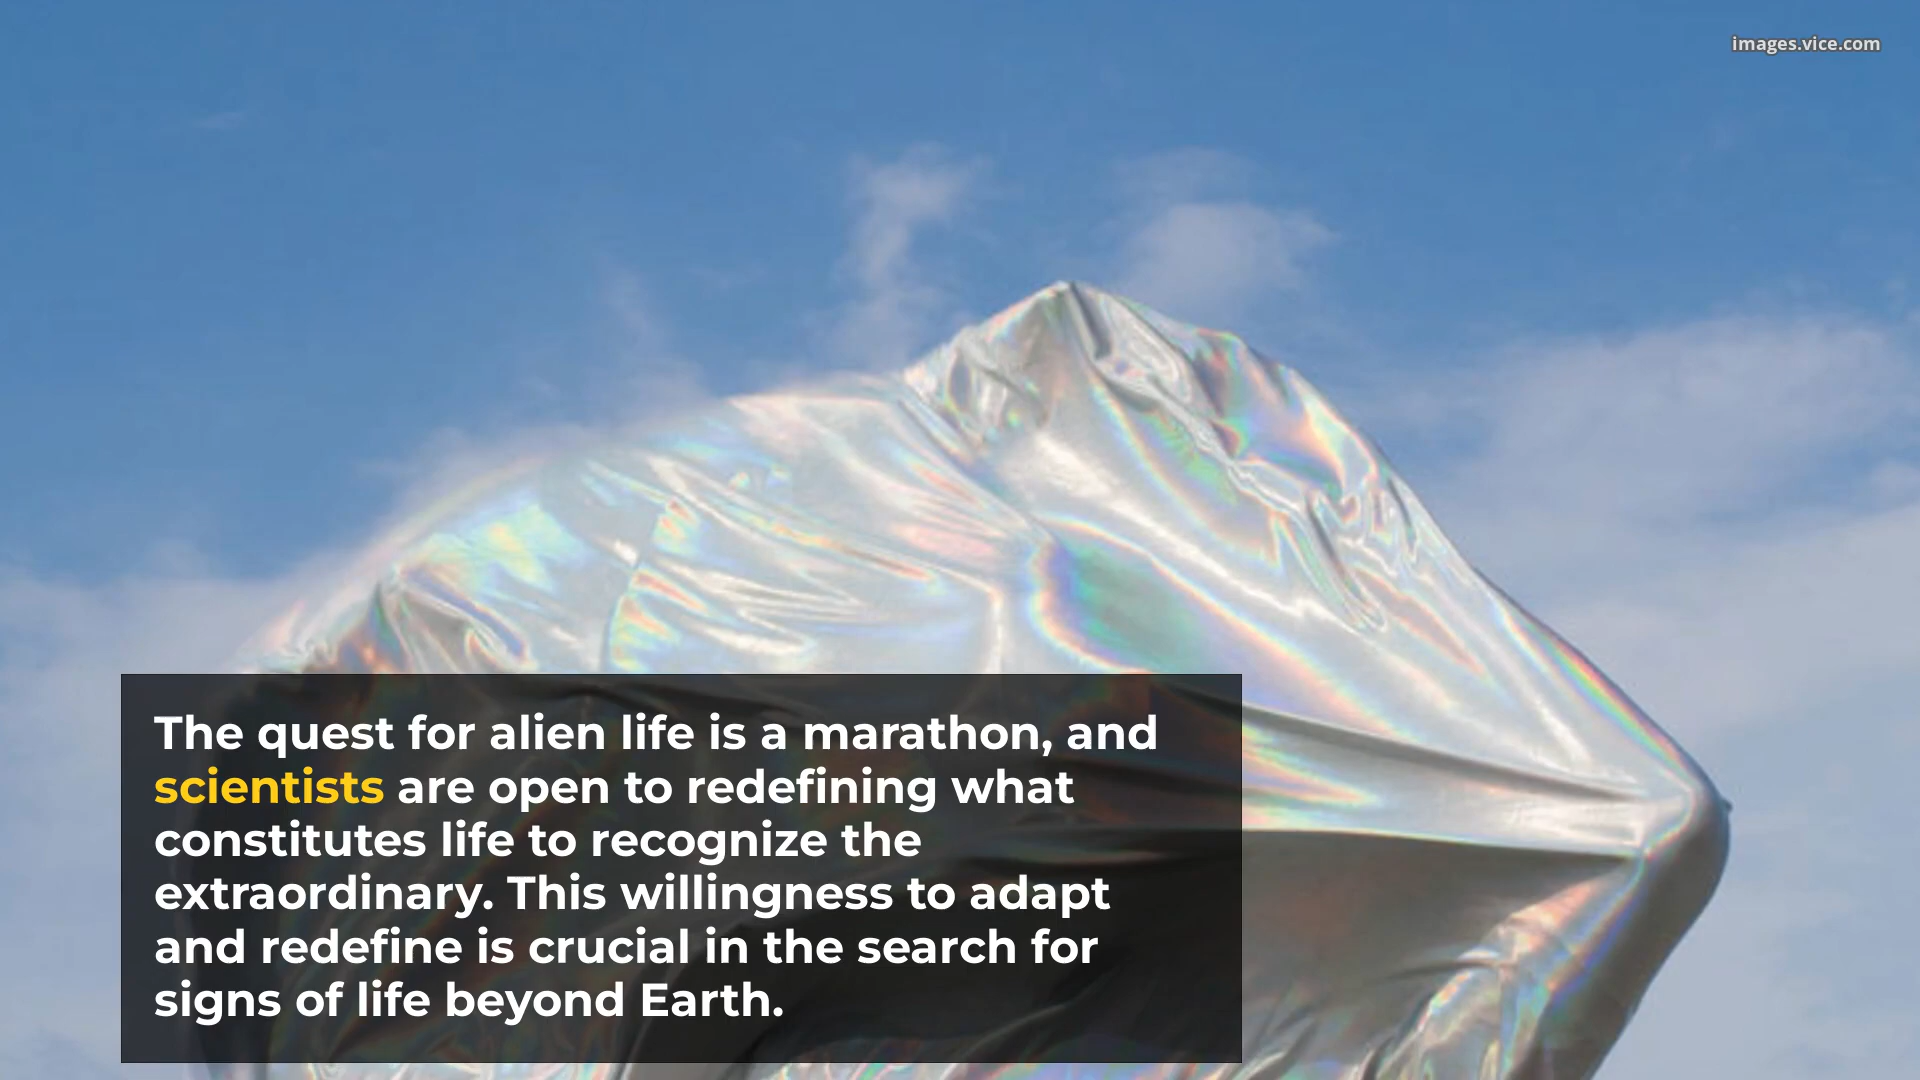 images.vice.com
The quest for alien life is a marathon, and
scientists are open to redefining what
constitutes life to recognize the
extraordinary. This willingness to adapt
and redefine is crucial in the search for
signs of life beyond Earth.